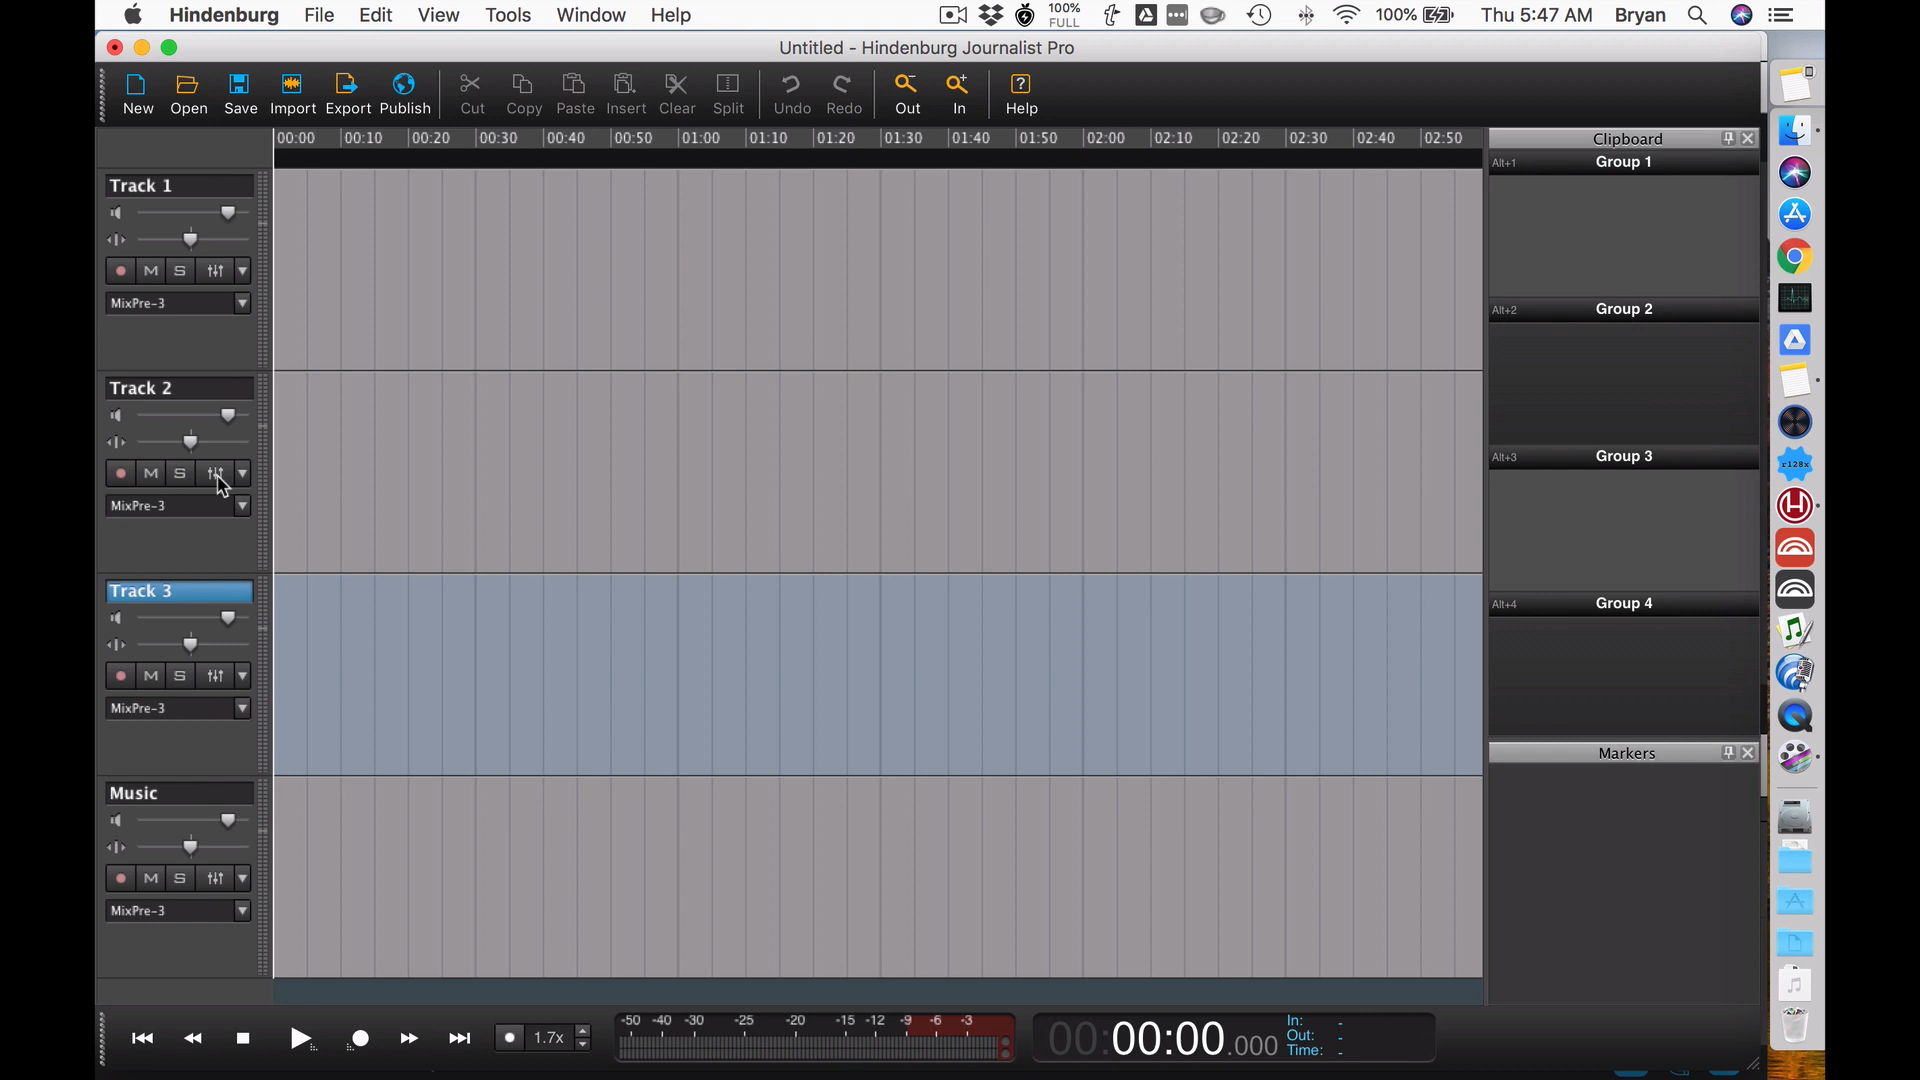 Hindenburg File Edit View Tools Window Help 100% FULL 100% Thu 5:47 AM Bryan
Untitled - Hindenburg Journalist Pro
New Open Save Import Export Publish Cut Copy Paste Insert Clear Split Undo Redo Out In Help
00:00 00:10 00:20 00:30 00:40 00:50 01:00 01:10 01:20 01:30 01:40 01:50 02:00 02:10 02:20 02:30 02:40 02:50
Clipboard
Alt+1 Group 1
Track 1
M S
MixPre-3
Alt+2 Group 2
Track 2
M S
MixPre-3
Alt+3 Group 3
r128x
Track 3
M S
MixPre-3
Alt+4 Group 4
Markers
Music
M S
MixPre-3
1.7x
-50 -40 -30 -25 -20 -15 -12 -9 -6 -3
00:00:00.000
In: -
Out: -
Time: -